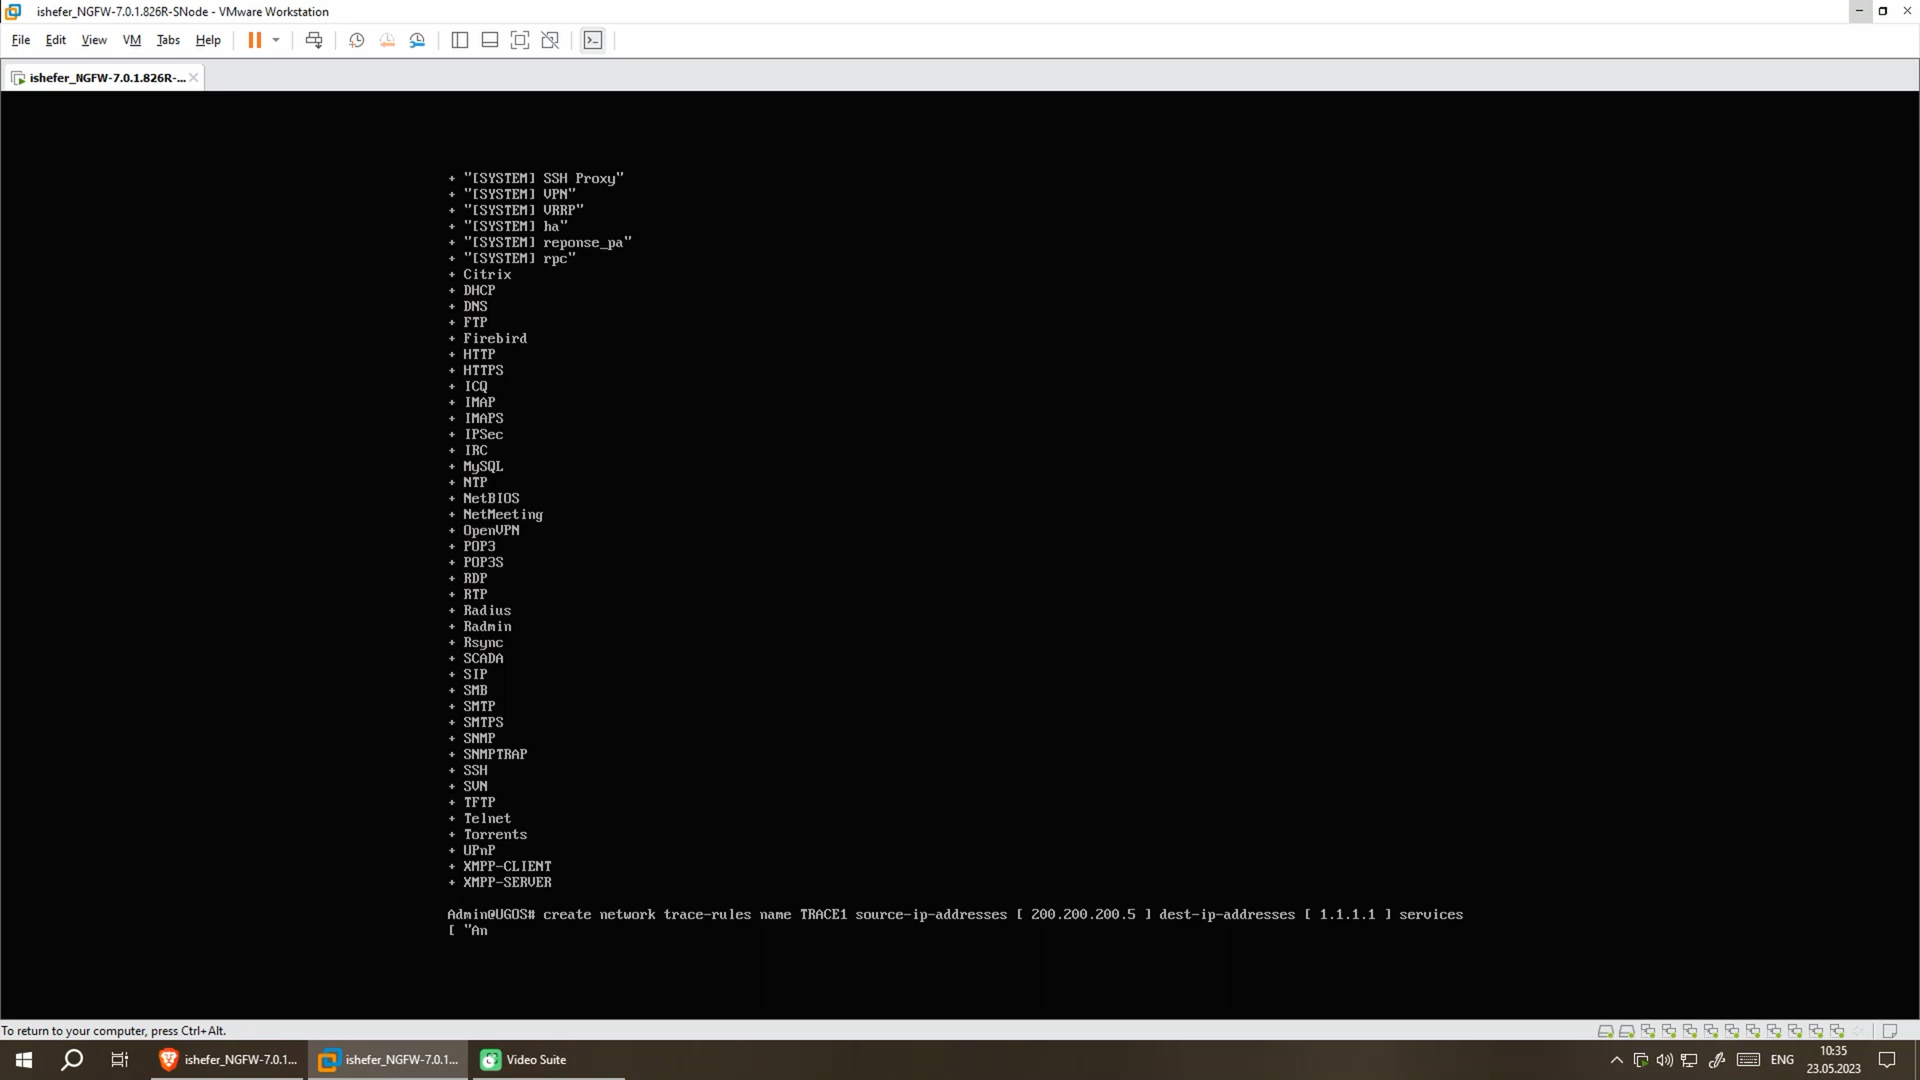 ishefer_NGFW-7.0.1.826R-SNode - VMware Workstation
File Edit View VM Tabs Help
ishefer_NGFW-7.0.1.826R-...
+ "[SYSTEM] SSH Proxy"
+ "[SYSTEM] VPN"
+ "[SYSTEM] VRRP"
+ "[SYSTEM] ha"
+ "[SYSTEM] reponse_pa"
+ "[SYSTEM] rpc"
+ Citrix
+ DHCP
+ DNS
+ FTP
+ Firebird
+ HTTP
+ HTTPS
+ ICQ
+ IMAP
+ IMAPS
+ IPSec
+ IRC
+ MySQL
+ NTP
+ NetBIOS
+ NetMeeting
+ OpenVPN
+ POP3
+ POP3S
+ RDP
+ RTP
+ Radius
+ Radmin
+ Rsync
+ SCADA
+ SIP
+ SMB
+ SMTP
+ SMTPS
+ SNMP
+ SNMPTRAP
+ SSH
+ SVN
+ TFTP
+ Telnet
+ Torrents
+ UPnP
+ XMPP-CLIENT
+ XMPP-SERVER
Admin@UGOS# create network trace-rules name TRACE1 source-ip-addresses [ 200.200.200.5 ] dest-ip-addresses [ 1.1.1.1 ] services
[ "An
To return to your computer, press Ctrl+Alt.
ishefer_NGFW-7.0.1... ishefer_NGFW-7.0.1... Video Suite ENG 10:35
23.05.2023